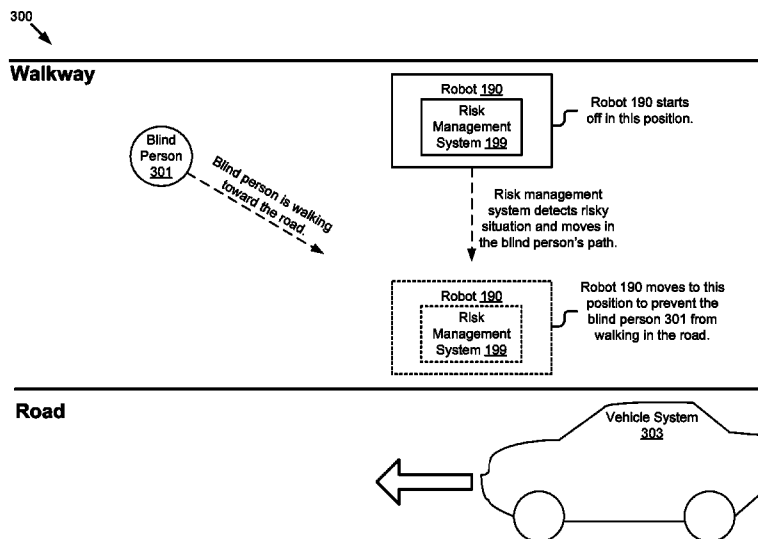 300
Walkway
Robot 190
Risk
Management
System 199
Robot 190 starts
off in this position.
Blind
Person
301
Blind person is walking
toward the road.
Risk management
system detects risky
situation and moves in
the blind person's path.
Robot 190
Risk
Management
System 199
Robot 190 moves to this
position to prevent the
blind person 301 from
walking in the road.
Road
Vehicle System
303